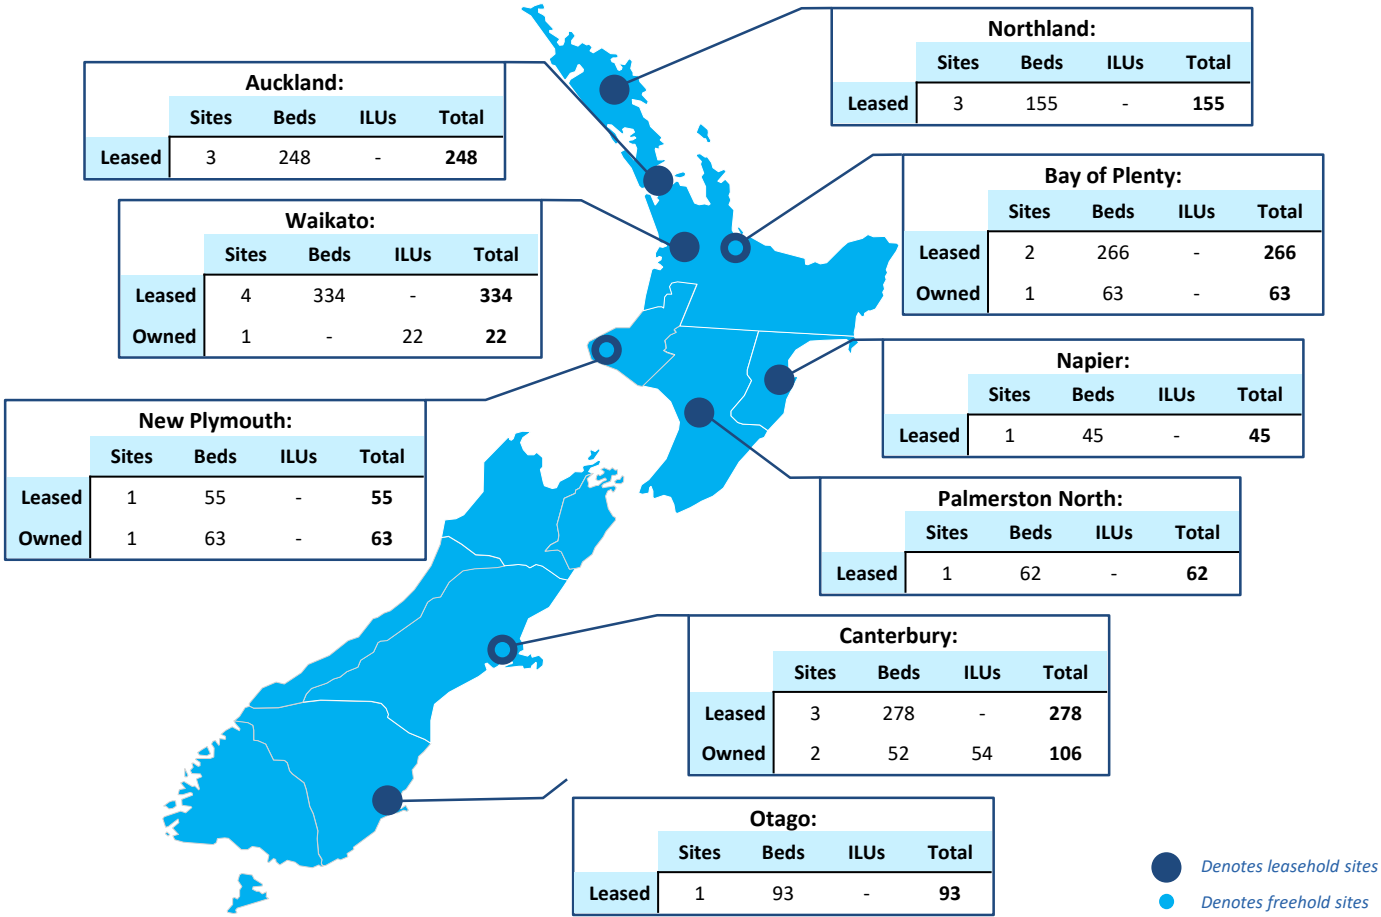 Northland:
Sites Beds ILUs Total
Leased 3 155 - 155
Auckland:
Sites Beds ILUs Total
Leased 3 248 - 248
Bay of Plenty:
Sites Beds ILUs Total
Leased 2 266 - 266
Owned 1 63 - 63
Waikato:
Sites Beds ILUs Total
Leased 4 334 - 334
Owned 1 - 22 22
Napier:
Sites Beds ILUs Total
Leased 1 45 - 45
New Plymouth:
Sites Beds ILUs Total
Leased 1 55 - 55
Owned 1 63 - 63
Palmerston North:
Sites Beds ILUs Total
Leased 1 62 - 62
Canterbury:
Sites Beds ILUs Total
Leased 3 278 - 278
Owned 2 52 54 106
Otago:
Sites Beds ILUs Total
Leased 1 93 - 93
Denotes leasehold sites
Denotes freehold sites